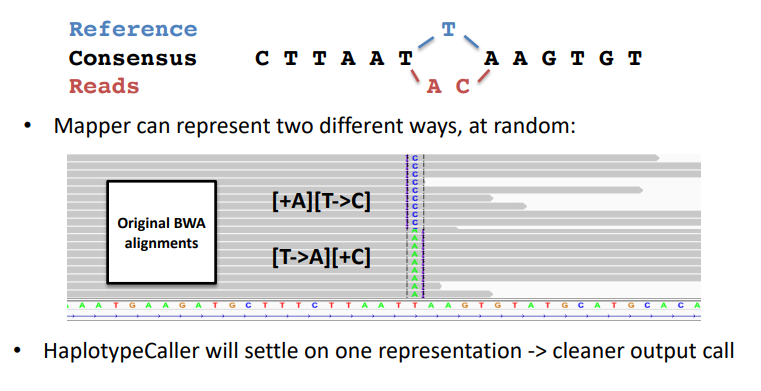 Reference T
Consensus C T T A A T A A G T G T
Reads A C
• Mapper can represent two different ways, at random:
Original BWA
alignments
[+A][T->C]
[T->A][+C]
C
C
C
C
C
C
C
C
C
A
A
A
A
A
A
A
A
A A T G A A G A T G C T T T C T T A A T T A A G T G T A T G C A T G C A C A
• HaplotypeCaller will settle on one representation -> cleaner output call